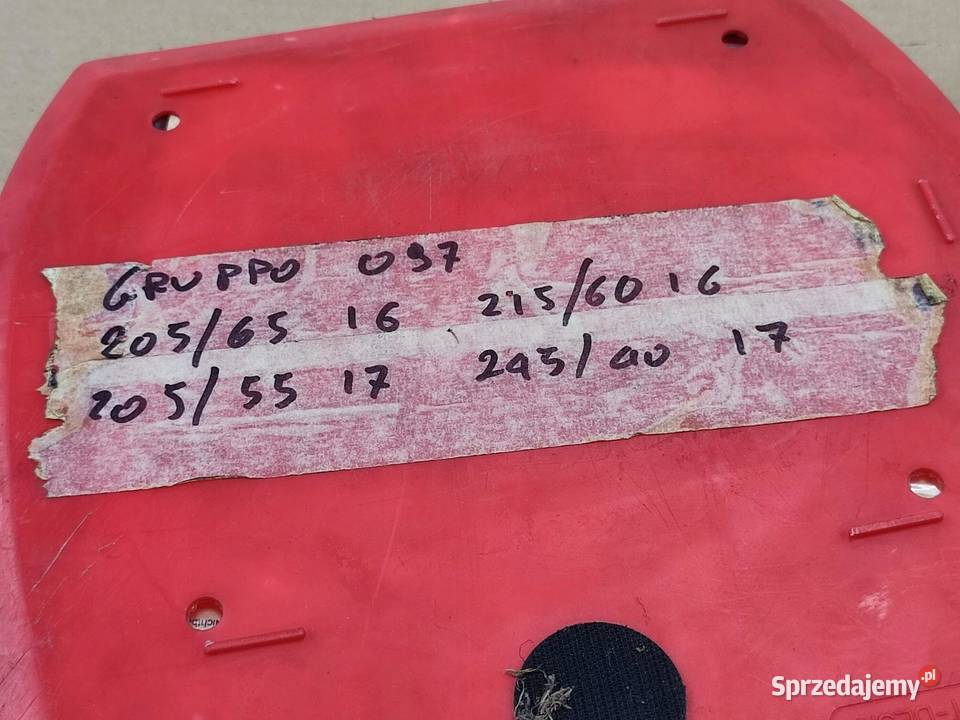 GRUPPO 097
205/65 16 215/60 16
205/55 17 245/40 17
Sprzedajemy.pl